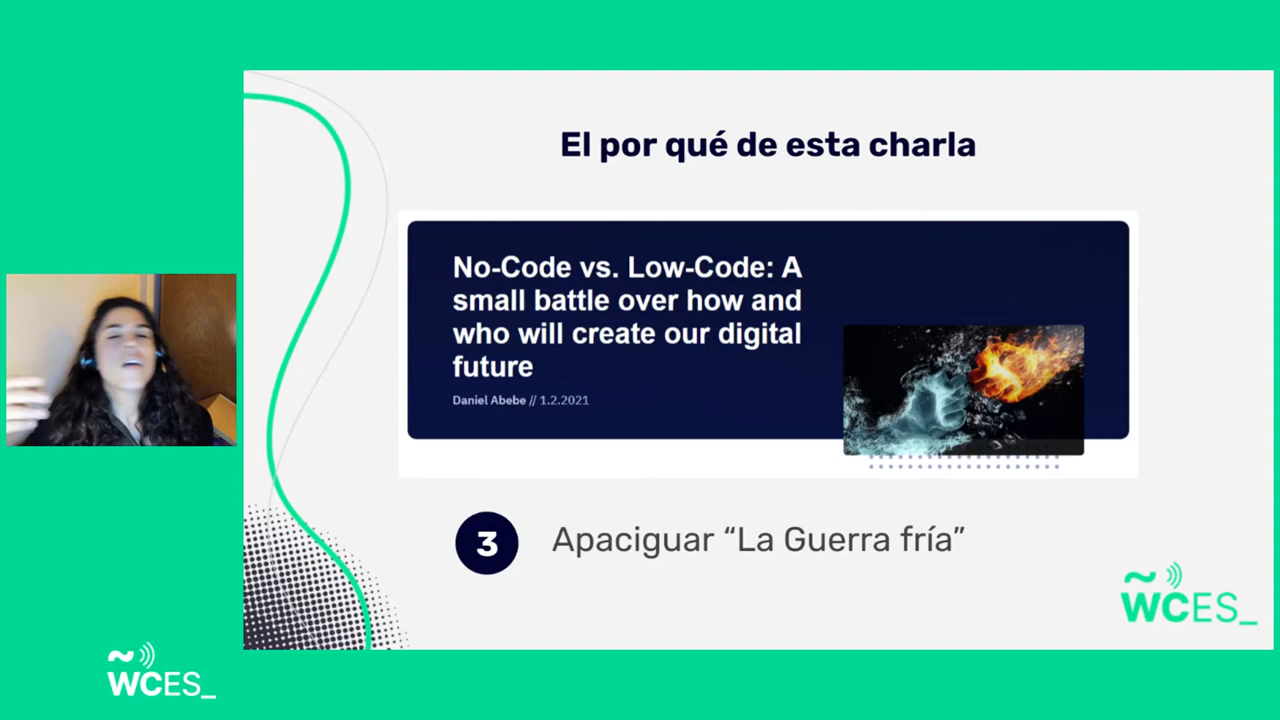 El por qué de esta charla
No-Code vs. Low-Code: A
small battle over how and
who will create our digital
future
Daniel Abebe // 1.2.2021
3 Apaciguar “La Guerra fría”
~ WCES_
~ WCES_